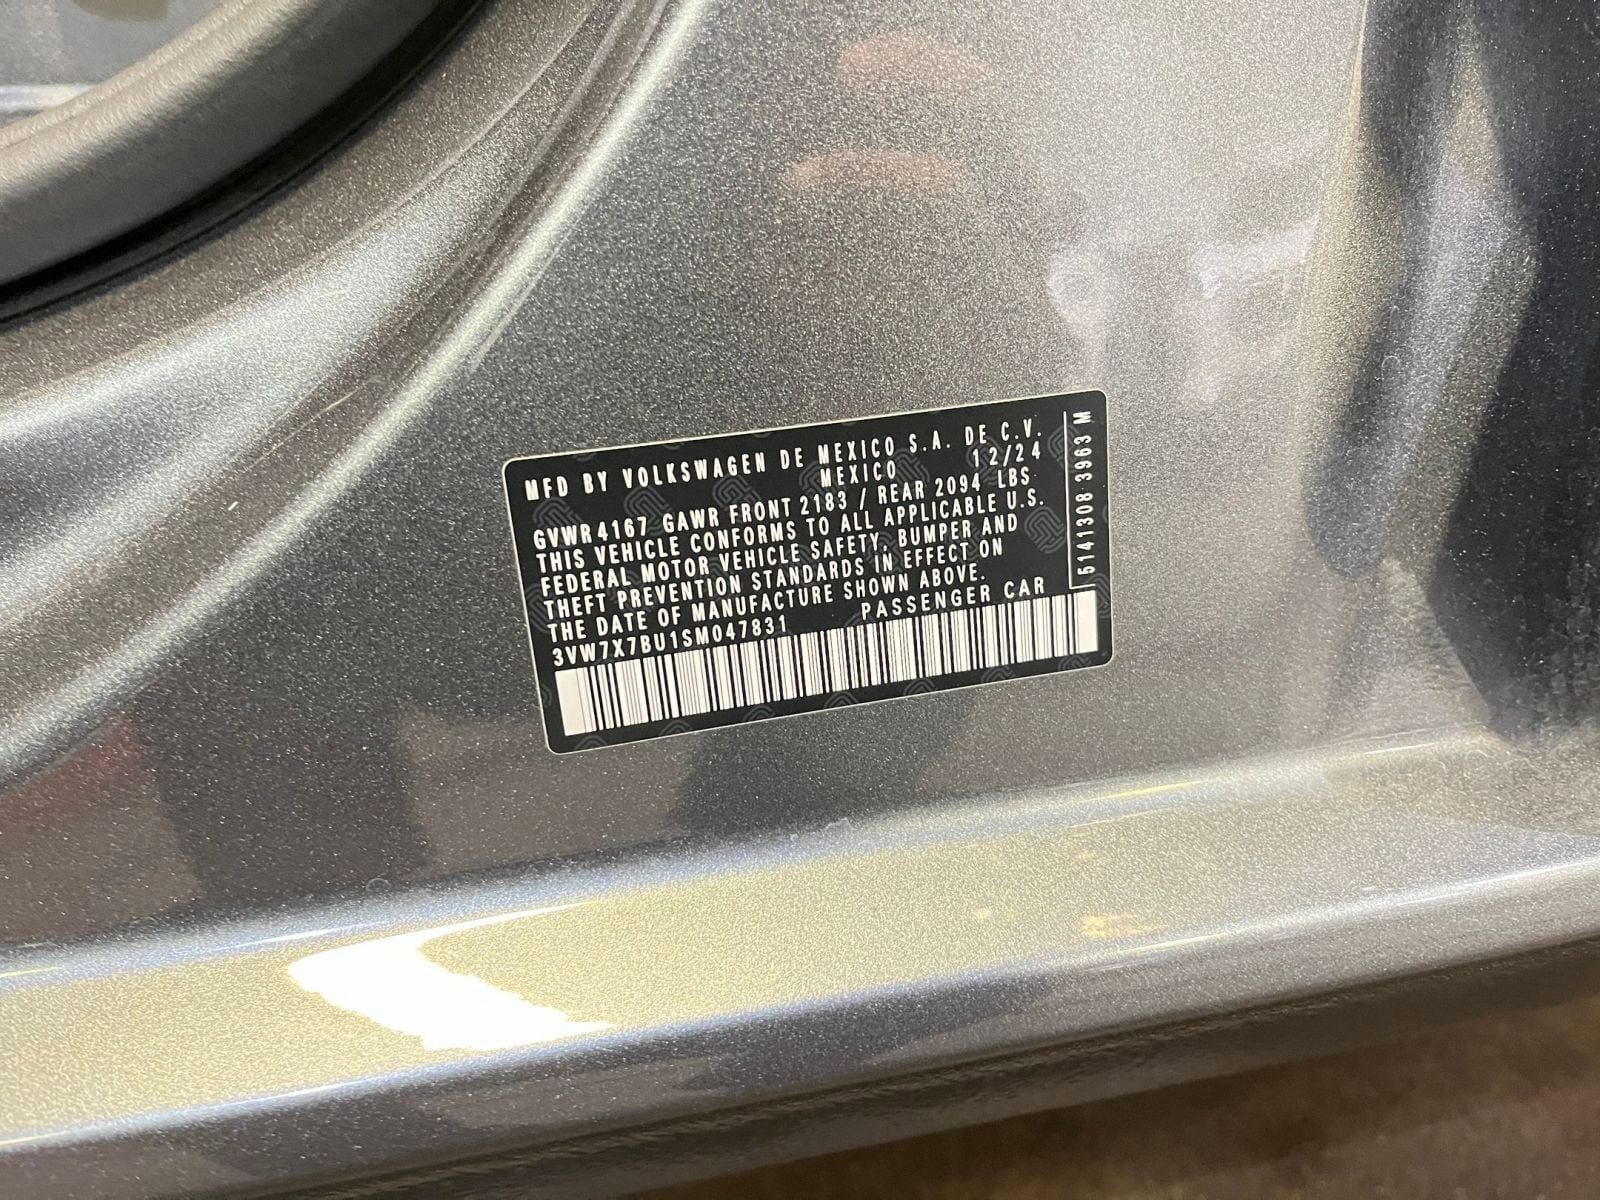 MFD BY VOLKSWAGEN DE MEXICO S.A. DE C.V.
MEXICO 12/24
GVWR 4167 GAWR FRONT 2183 / REAR 2094 LBS
THIS VEHICLE CONFORMS TO ALL APPLICABLE U.S.
FEDERAL MOTOR VEHICLE SAFETY, BUMPER AND
THEFT PREVENTION STANDARDS IN EFFECT ON
THE DATE OF MANUFACTURE SHOWN ABOVE.
3VW7X7BU1SM047831 PASSENGER CAR
5141308 3963 M